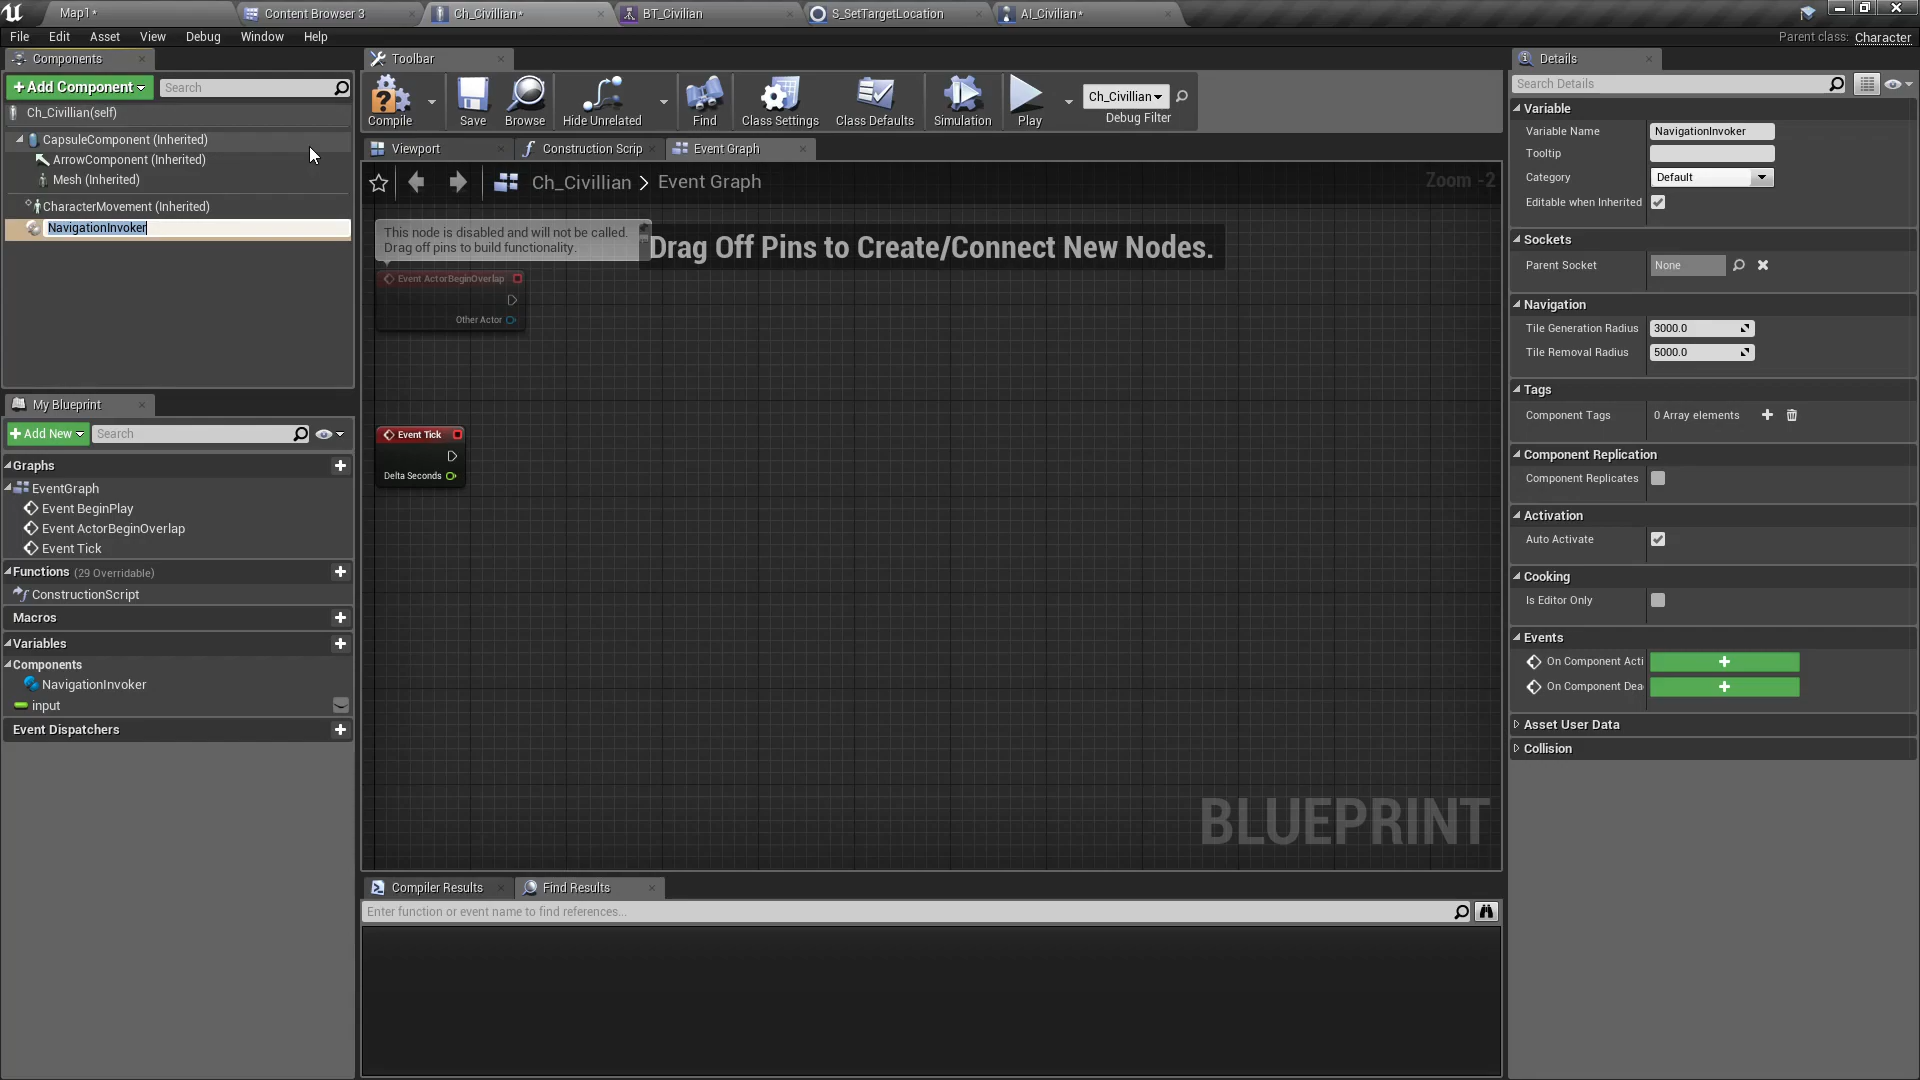 Map1*
Content Browser 3
Ch_Civillian*
BT_Civilian
S_SetTargetLocation
AI_Civilian*
File Edit Asset View Debug Window Help
Parent class: Character
Components
+Add Component
Search
Ch_Civillian(self)
CapsuleComponent (Inherited)
ArrowComponent (Inherited)
Mesh (Inherited)
CharacterMovement (Inherited)
NavigationInvoker
My Blueprint
+Add New
Search
Graphs
EventGraph
Event BeginPlay
Event ActorBeginOverlap
Event Tick
Functions (29 Overridable)
ConstructionScript
Macros
Variables
Components
NavigationInvoker
input
Event Dispatchers
Toolbar
Compile
Save
Browse
Hide Unrelated
Find
Class Settings
Class Defaults
Simulation
Play
Ch_Civillian
Debug Filter
Viewport
Construction Scrip
Event Graph
Ch_Civillian > Event Graph
Zoom -2
This node is disabled and will not be called.
Drag off pins to build functionality.
Drag Off Pins to Create/Connect New Nodes.
Event ActorBeginOverlap
Other Actor
Event Tick
Delta Seconds
BLUEPRINT
Compiler Results
Find Results
Enter function or event name to find references...
Details
Search Details
Variable
Variable Name NavigationInvoker
Tooltip
Category Default
Editable when Inherited
Sockets
Parent Socket None
Navigation
Tile Generation Radius 3000.0
Tile Removal Radius 5000.0
Tags
Component Tags 0 Array elements
Component Replication
Component Replicates
Activation
Auto Activate
Cooking
Is Editor Only
Events
On Component Acti
On Component Dea
Asset User Data
Collision